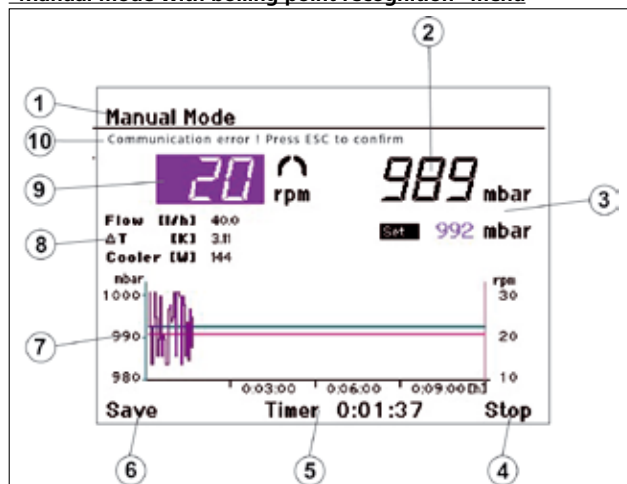 "Manual mode with boiling point recognition" menu
2
1
Manual Mode
10
Communication error ! Press ESC to confirm
9
20 rpm
989 mbar
3
Set 992 mbar
8
Flow [l/h] 40.0
ΔT [K] 3.11
Cooler [W] 144
mbar
rpm
1000
30
7
990
20
980
10
0:03:00 0:06:00 0:09:00[h]
Save Timer 0:01:37 Stop
6
5
4